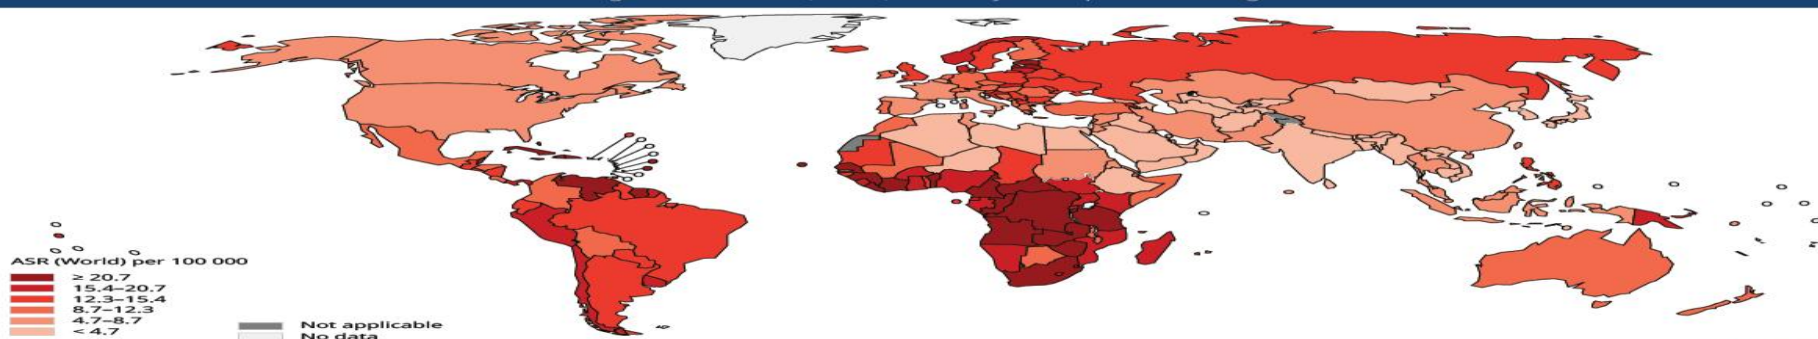 ASR (World) per 100 000
≥ 20.7
15.4–20.7
12.3–15.4
8.7–12.3
4.7–8.7
< 4.7
Not applicable
No data